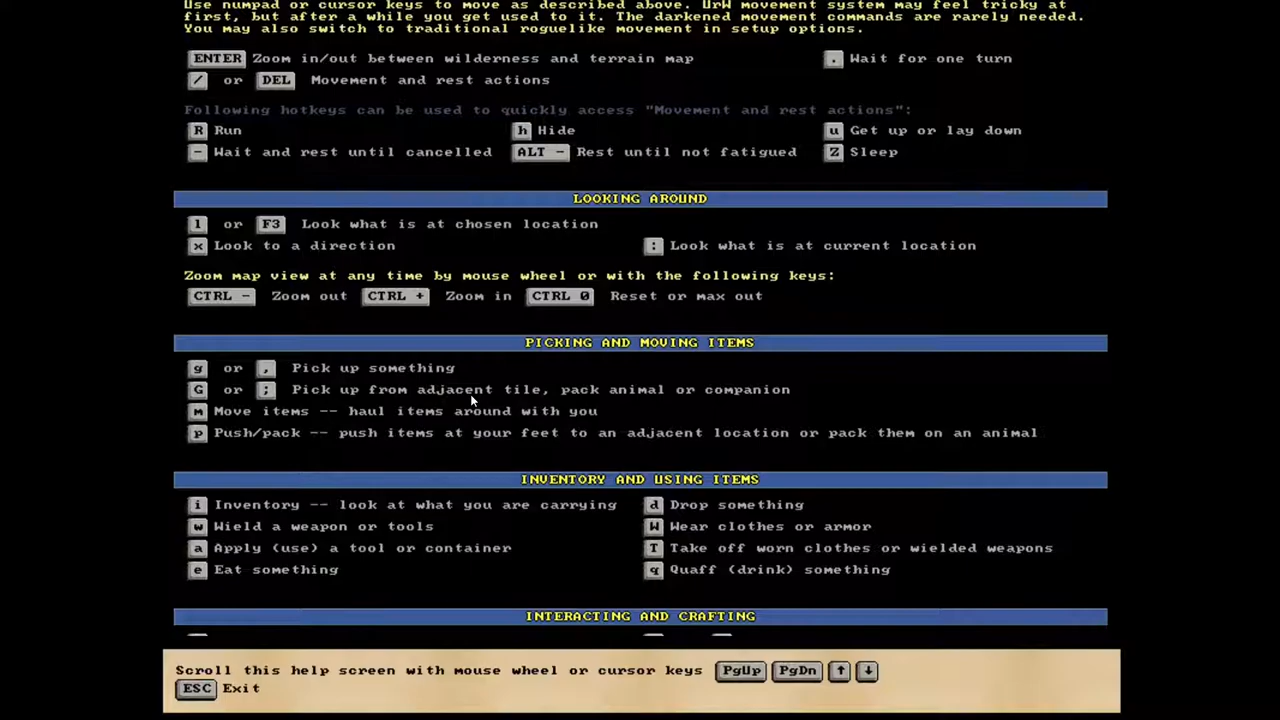 Use numpad or cursor keys to move as described above. UrW movement system may feel tricky at
first, but after a while you get used to it. The darkened movement commands are rarely needed.
You may also switch to traditional roguelike movement in setup options.
ENTER Zoom in/out between wilderness and terrain map . Wait for one turn
/ or DEL Movement and rest actions
Following hotkeys can be used to quickly access "Movement and rest actions":
R Run h Hide u Get up or lay down
- Wait and rest until cancelled ALT - Rest until not fatigued Z Sleep
LOOKING AROUND
l or F3 Look what is at chosen location
x Look to a direction : Look what is at current location
Zoom map view at any time by mouse wheel or with the following keys:
CTRL - Zoom out CTRL + Zoom in CTRL 0 Reset or max out
PICKING AND MOVING ITEMS
g or , Pick up something
G or ; Pick up from adjacent tile, pack animal or companion
m Move items -- haul items around with you
p Push/pack -- push items at your feet to an adjacent location or pack them on an animal
INVENTORY AND USING ITEMS
i Inventory -- look at what you are carrying d Drop something
w Wield a weapon or tools W Wear clothes or armor
a Apply (use) a tool or container T Take off worn clothes or wielded weapons
e Eat something q Quaff (drink) something
INTERACTING AND CRAFTING
Scroll this help screen with mouse wheel or cursor keys PgUp PgDn ↑ ↓
ESC Exit